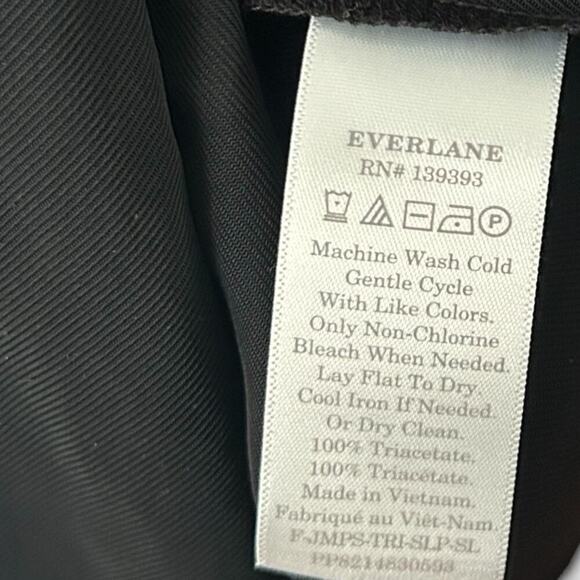 EVERLANE
RN# 139393
P
Machine Wash Cold
Gentle Cycle
With Like Colors.
Only Non-Chlorine
Bleach When Needed.
Lay Flat To Dry.
Cool Iron If Needed.
Or Dry Clean.
100% Triacetate.
100% Triacétate.
Made in Vietnam.
Fabriqué au Viêt-Nam.
F-JMPS-TRI-SLP-SL
PP8214830593